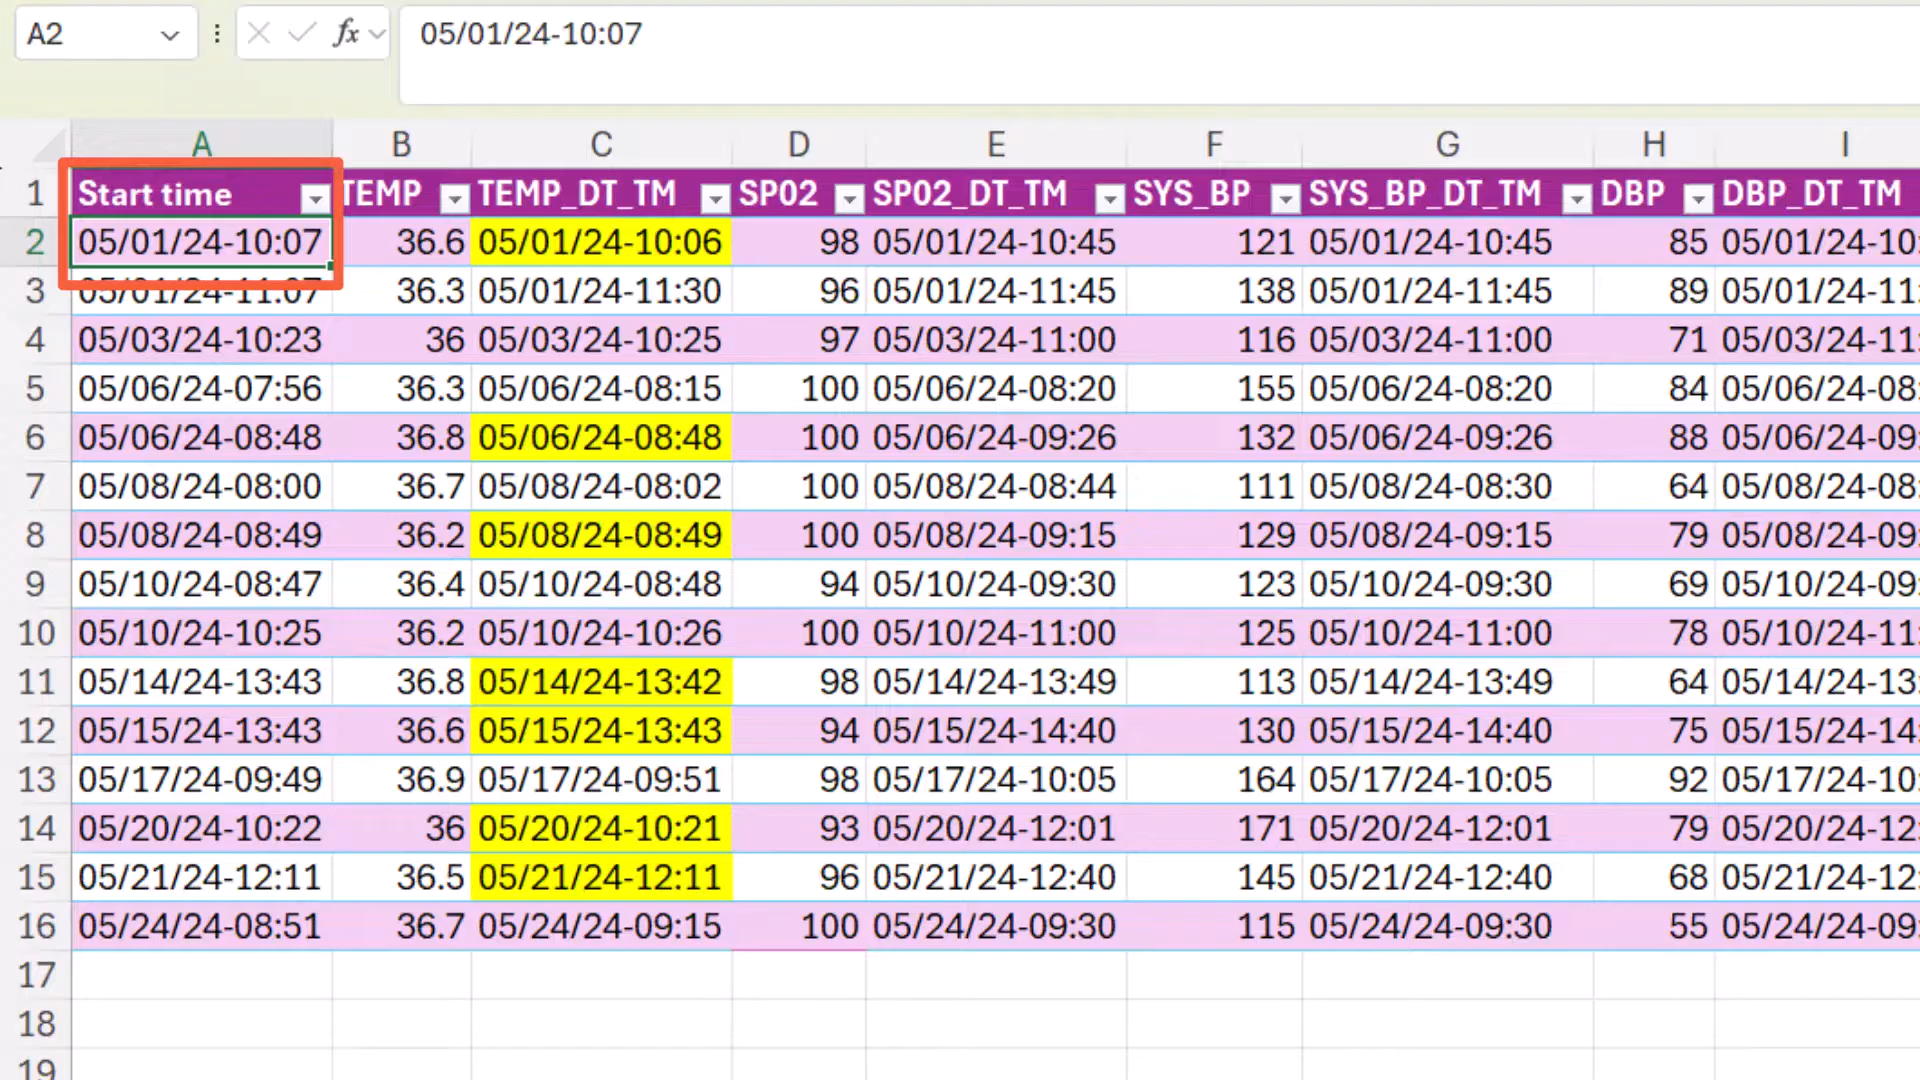 A2 fx 05/01/24-10:07
A B C D E F G H I
1 Start time TEMP TEMP_DT_TM SP02 SP02_DT_TM SYS_BP SYS_BP_DT_TM DBP DBP_DT_TM
2 05/01/24-10:07 36.6 05/01/24-10:06 98 05/01/24-10:45 121 05/01/24-10:45 85 05/01/24-10:
3 05/01/24-11:07 36.3 05/01/24-11:30 96 05/01/24-11:45 138 05/01/24-11:45 89 05/01/24-11:
4 05/03/24-10:23 36 05/03/24-10:25 97 05/03/24-11:00 116 05/03/24-11:00 71 05/03/24-11:
5 05/06/24-07:56 36.3 05/06/24-08:15 100 05/06/24-08:20 155 05/06/24-08:20 84 05/06/24-08:
6 05/06/24-08:48 36.8 05/06/24-08:48 100 05/06/24-09:26 132 05/06/24-09:26 88 05/06/24-09:
7 05/08/24-08:00 36.7 05/08/24-08:02 100 05/08/24-08:44 111 05/08/24-08:30 64 05/08/24-08:
8 05/08/24-08:49 36.2 05/08/24-08:49 100 05/08/24-09:15 129 05/08/24-09:15 79 05/08/24-09:
9 05/10/24-08:47 36.4 05/10/24-08:48 94 05/10/24-09:30 123 05/10/24-09:30 69 05/10/24-09:
10 05/10/24-10:25 36.2 05/10/24-10:26 100 05/10/24-11:00 125 05/10/24-11:00 78 05/10/24-11:
11 05/14/24-13:43 36.8 05/14/24-13:42 98 05/14/24-13:49 113 05/14/24-13:49 64 05/14/24-13:
12 05/15/24-13:43 36.6 05/15/24-13:43 94 05/15/24-14:40 130 05/15/24-14:40 75 05/15/24-14:
13 05/17/24-09:49 36.9 05/17/24-09:51 98 05/17/24-10:05 164 05/17/24-10:05 92 05/17/24-10:
14 05/20/24-10:22 36 05/20/24-10:21 93 05/20/24-12:01 171 05/20/24-12:01 79 05/20/24-12:
15 05/21/24-12:11 36.5 05/21/24-12:11 96 05/21/24-12:40 145 05/21/24-12:40 68 05/21/24-12:
16 05/24/24-08:51 36.7 05/24/24-09:15 100 05/24/24-09:30 115 05/24/24-09:30 55 05/24/24-09:
17
18
19